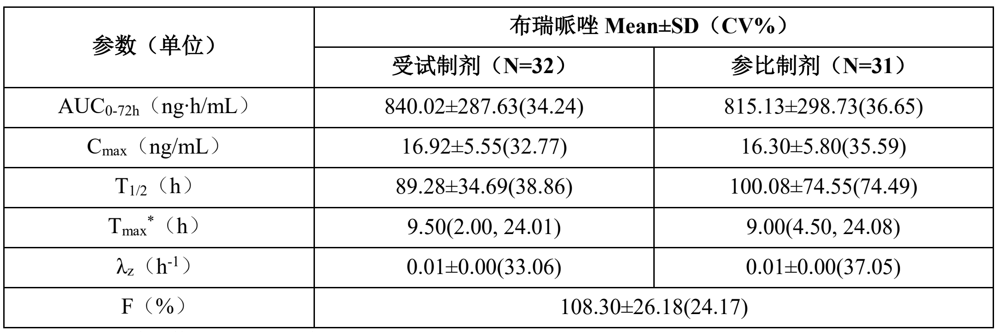 参数（单位）
布瑞哌唑 Mean±SD（CV%）
受试制剂（N=32）
参比制剂（N=31）
AUC0-72h（ng·h/mL） 840.02±287.63(34.24) 815.13±298.73(36.65)
Cmax（ng/mL） 16.92±5.55(32.77) 16.30±5.80(35.59)
T1/2（h） 89.28±34.69(38.86) 100.08±74.55(74.49)
Tmax*（h） 9.50(2.00, 24.01) 9.00(4.50, 24.08)
λz（h-1） 0.01±0.00(33.06) 0.01±0.00(37.05)
F（%） 108.30±26.18(24.17)